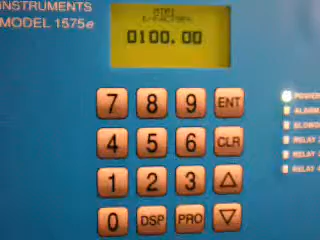 INSTRUMENTS
MODEL 1575e
0100.00
7 8 9 ENT
4 5 6 CLR
1 2 3
0 DSP PRO
POWER
ALARM
RELAY
RELAY
RELAY